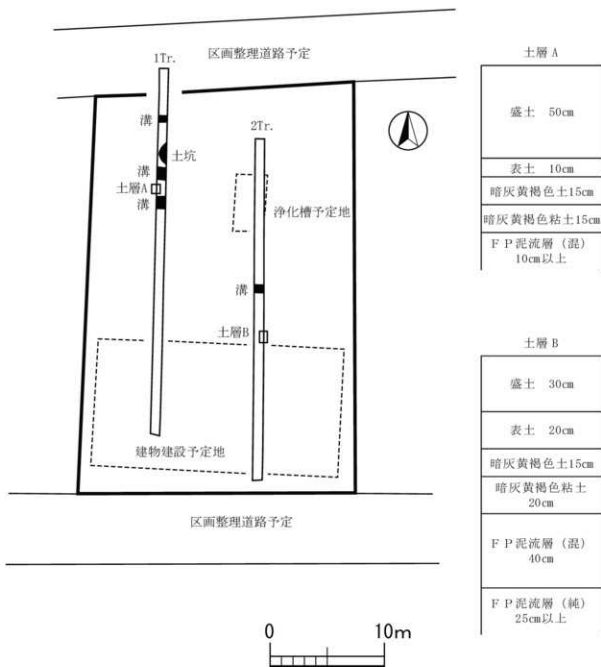 区画整理道路予定
1Tr.
2Tr.
溝
土坑
溝
土層A
溝
浄化槽予定地
溝
土層B
建物建設予定地
区画整理道路予定
0 10m
土層A
盛土 50cm
表土 10cm
暗灰黄褐色土15cm
暗灰黄褐色粘土15cm
FP泥流層(混)
10cm以上
土層B
盛土 30cm
表土 20cm
暗灰黄褐色土15cm
暗灰黄褐色粘土
20cm
FP泥流層(混)
40cm
FP泥流層(純)
25cm以上